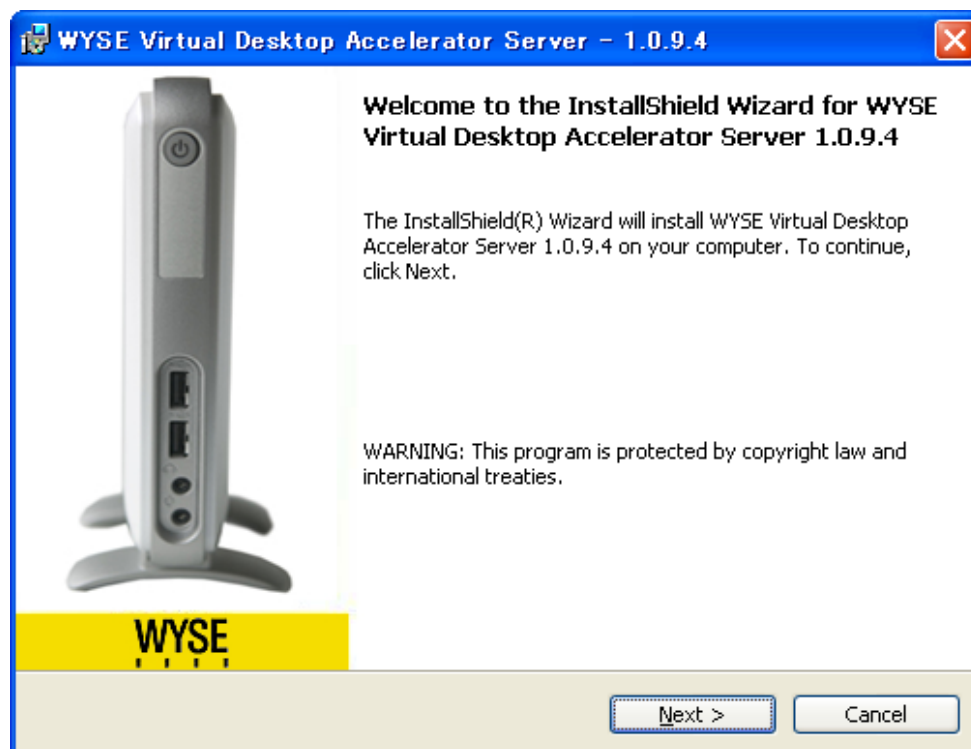 WYSE Virtual Desktop Accelerator Server - 1.0.9.4
Welcome to the InstallShield Wizard for WYSE
Virtual Desktop Accelerator Server 1.0.9.4
The InstallShield(R) Wizard will install WYSE Virtual Desktop
Accelerator Server 1.0.9.4 on your computer. To continue,
click Next.
WARNING: This program is protected by copyright law and
international treaties.
WYSE
Next >
Cancel